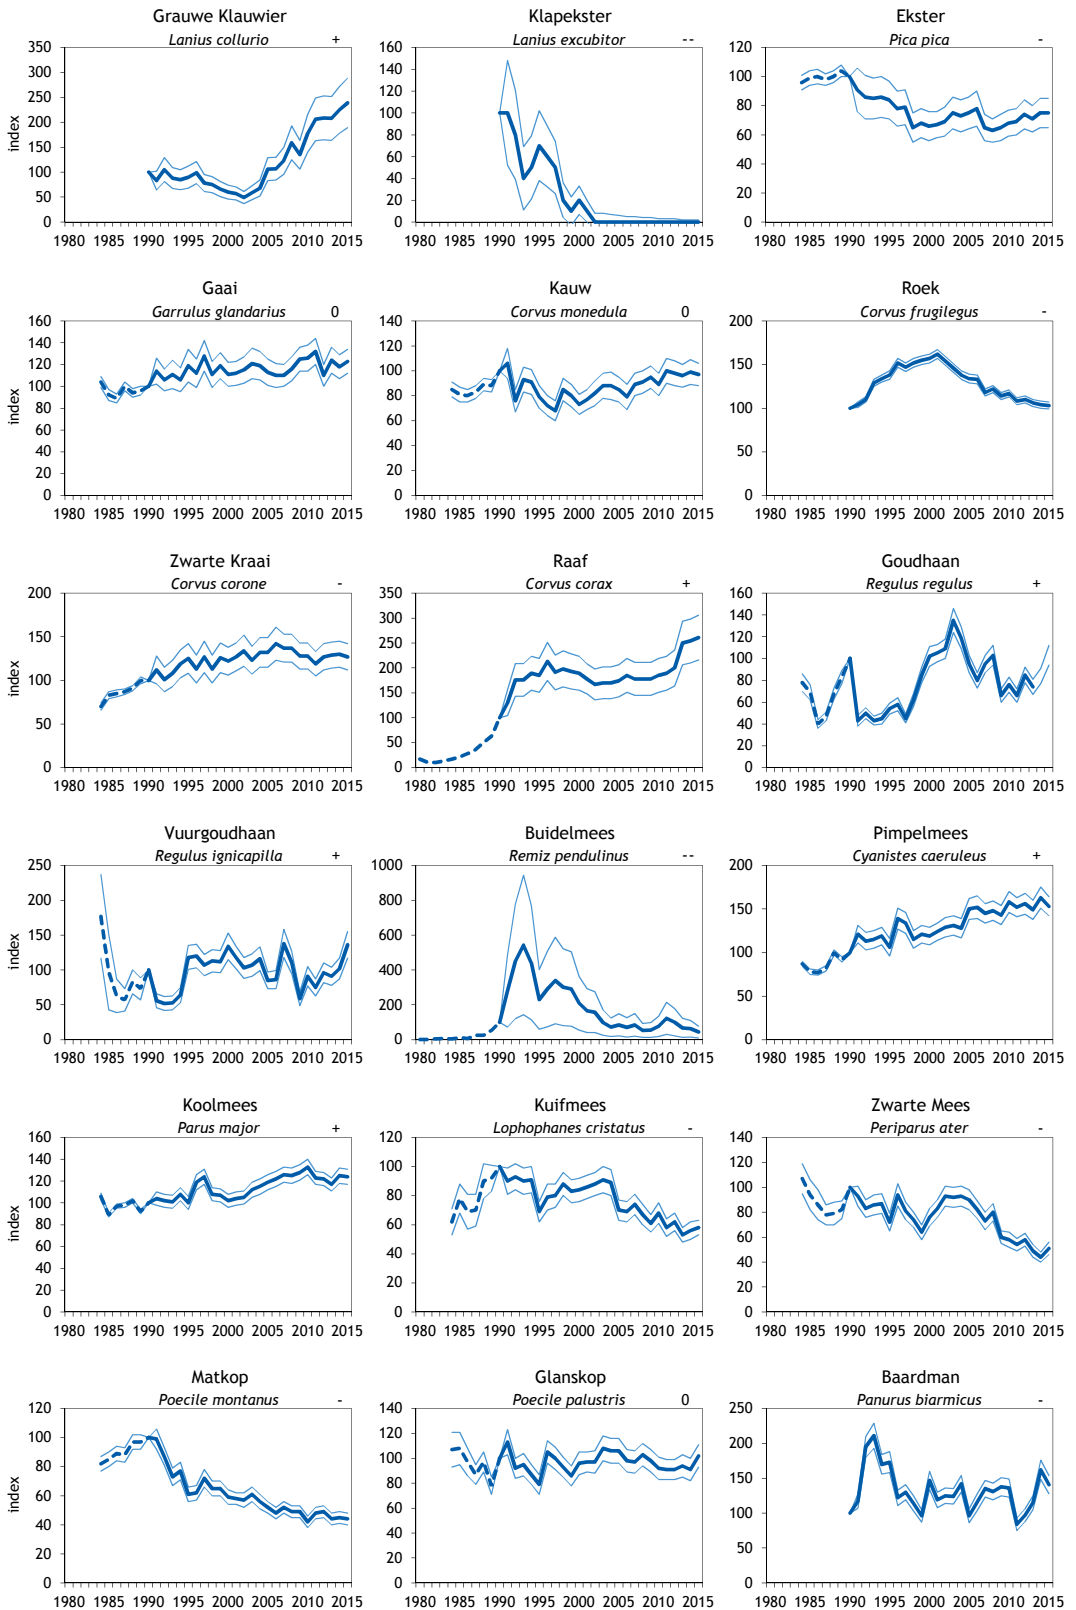 Grauwe Klauwier Klapekster Ekster
Lanius collurio + Lanius excubitor -- Pica pica -
350 160 120
300 140 100
250 120 80
200 100 60
150 80 40
100 60 20
50 40 0
0 20
0
index
1980 1985 1990 1995 2000 2005 2010 2015 1980 1985 1990 1995 2000 2005 2010 2015 1980 1985 1990 1995 2000 2005 2010 2015
Gaai Kauw Roek
Garrulus glandarius 0 Corvus monedula 0 Corvus frugilegus -
160 140 200
140 120 150
120 100 100
100 80 50
80 60 0
60 40
40 20
20 0
0
index
1980 1985 1990 1995 2000 2005 2010 2015 1980 1985 1990 1995 2000 2005 2010 2015 1980 1985 1990 1995 2000 2005 2010 2015
Zwarte Kraai Raaf Goudhaan
Corvus corone - Corvus corax + Regulus regulus +
200 350 160
150 300 140
100 250 120
50 200 100
0 150 80
100 60
50 40
0 20
0
index
1980 1985 1990 1995 2000 2005 2010 2015 1980 1985 1990 1995 2000 2005 2010 2015 1980 1985 1990 1995 2000 2005 2010 2015
Vuurgoudhaan Buidelmees Pimpelmees
Regulus ignicapilla + Remiz pendulinus -- Cyanistes caeruleus +
250 1000 200
200 800 150
150 600 100
100 400 50
50 200 0
0 0
index
1980 1985 1990 1995 2000 2005 2010 2015 1980 1985 1990 1995 2000 2005 2010 2015 1980 1985 1990 1995 2000 2005 2010 2015
Koolmees Kuifmees Zwarte Mees
Parus major + Lophophanes cristatus - Periparus ater -
160 120 140
140 100 120
120 80 100
100 60 80
80 40 60
60 20 40
40 0 20
20 0
0
index
1980 1985 1990 1995 2000 2005 2010 2015 1980 1985 1990 1995 2000 2005 2010 2015 1980 1985 1990 1995 2000 2005 2010 2015
Matkop Glanskop Baardman
Poecile montanus - Poecile palustris 0 Panurus biarmicus -
120 140 250
100 120 200
80 100 150
60 80 100
40 60 50
20 40 0
0 20
0
index
1980 1985 1990 1995 2000 2005 2010 2015 1980 1985 1990 1995 2000 2005 2010 2015 1980 1985 1990 1995 2000 2005 2010 2015